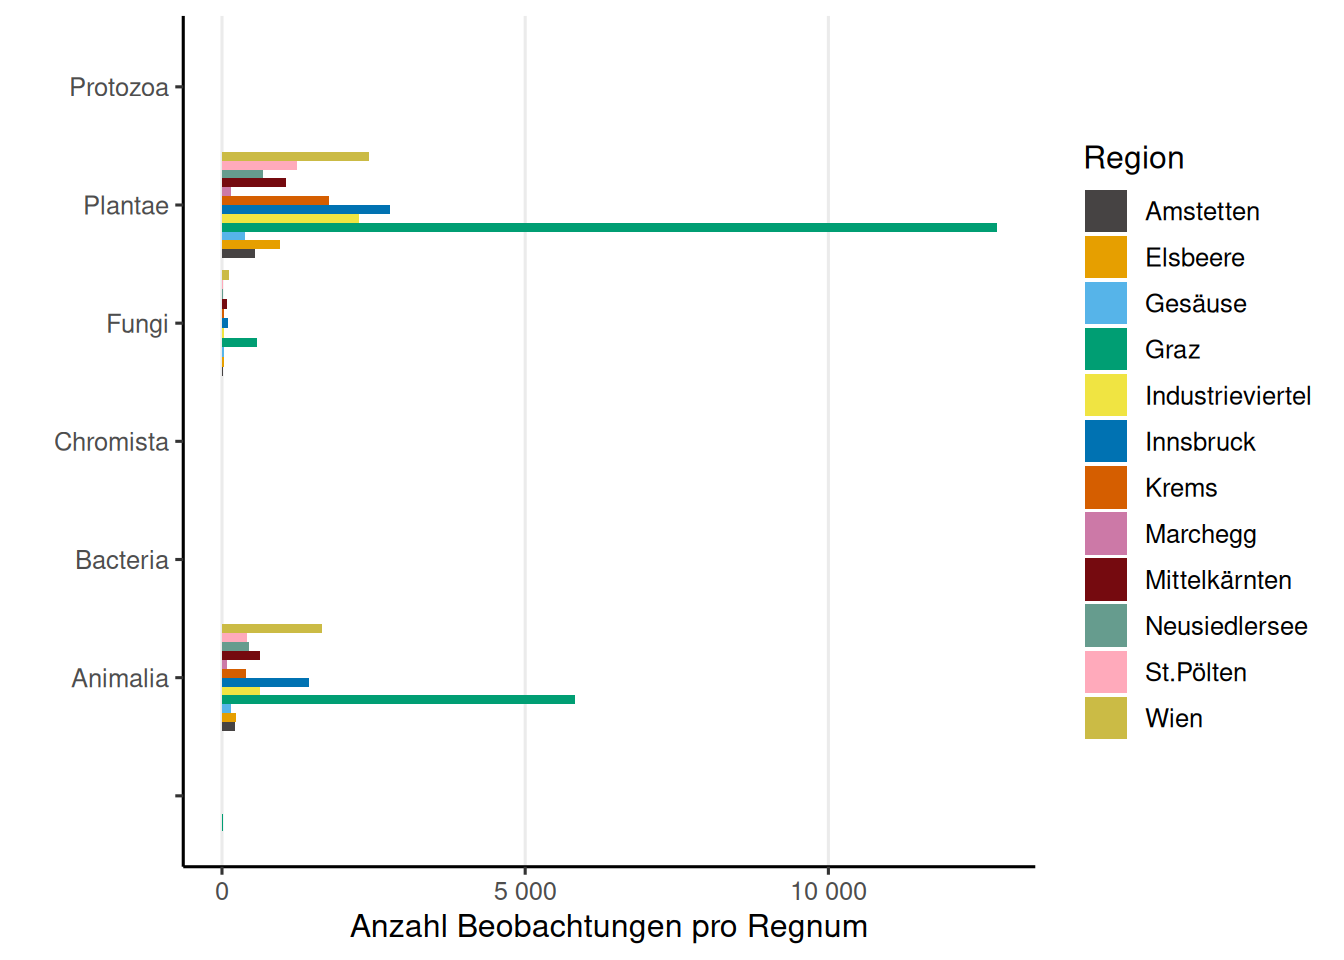 Protozoa
Plantae
Fungi
Chromista
Bacteria
Animalia
0
5 000
10 000
Anzahl Beobachtungen pro Regnum
Region
Amstetten
Elsbeere
Gesäuse
Graz
Industrieviertel
Innsbruck
Krems
Marchegg
Mittelkärnten
Neusiedlersee
St.Pölten
Wien